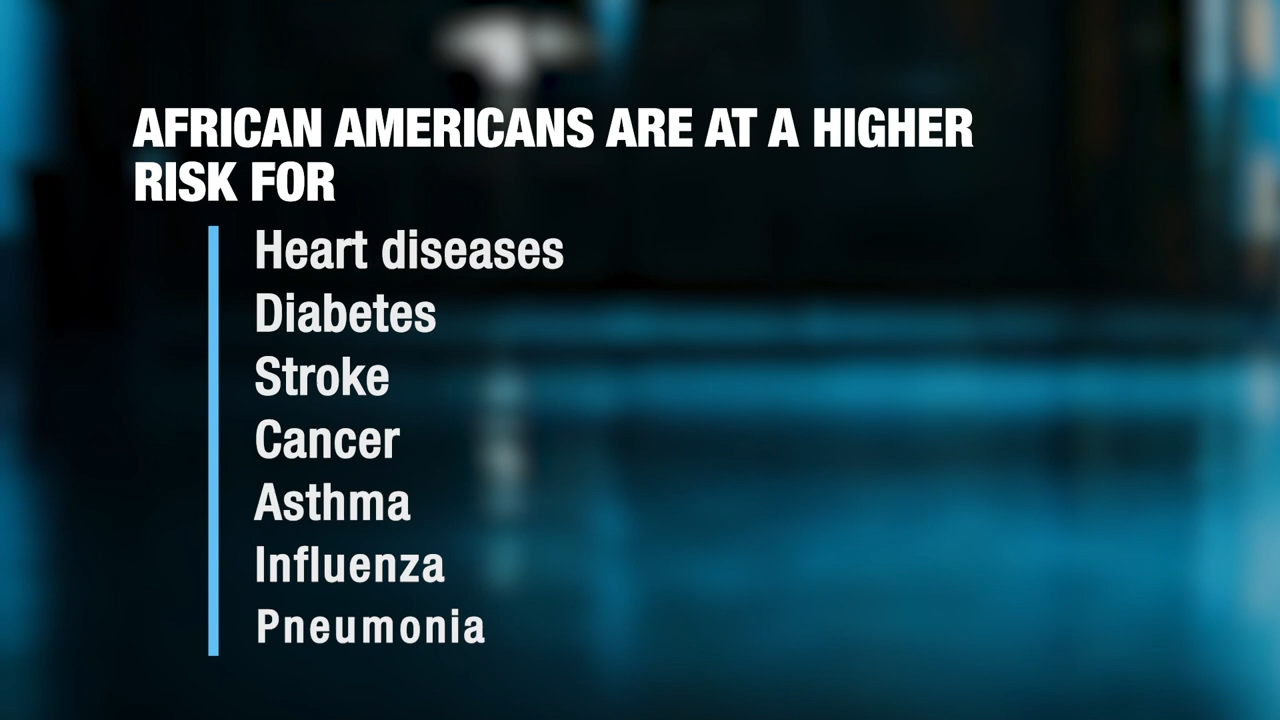 AFRICAN AMERICANS ARE AT A HIGHER
RISK FOR
Heart diseases
Diabetes
Stroke
Cancer
Asthma
Influenza
Pneumonia